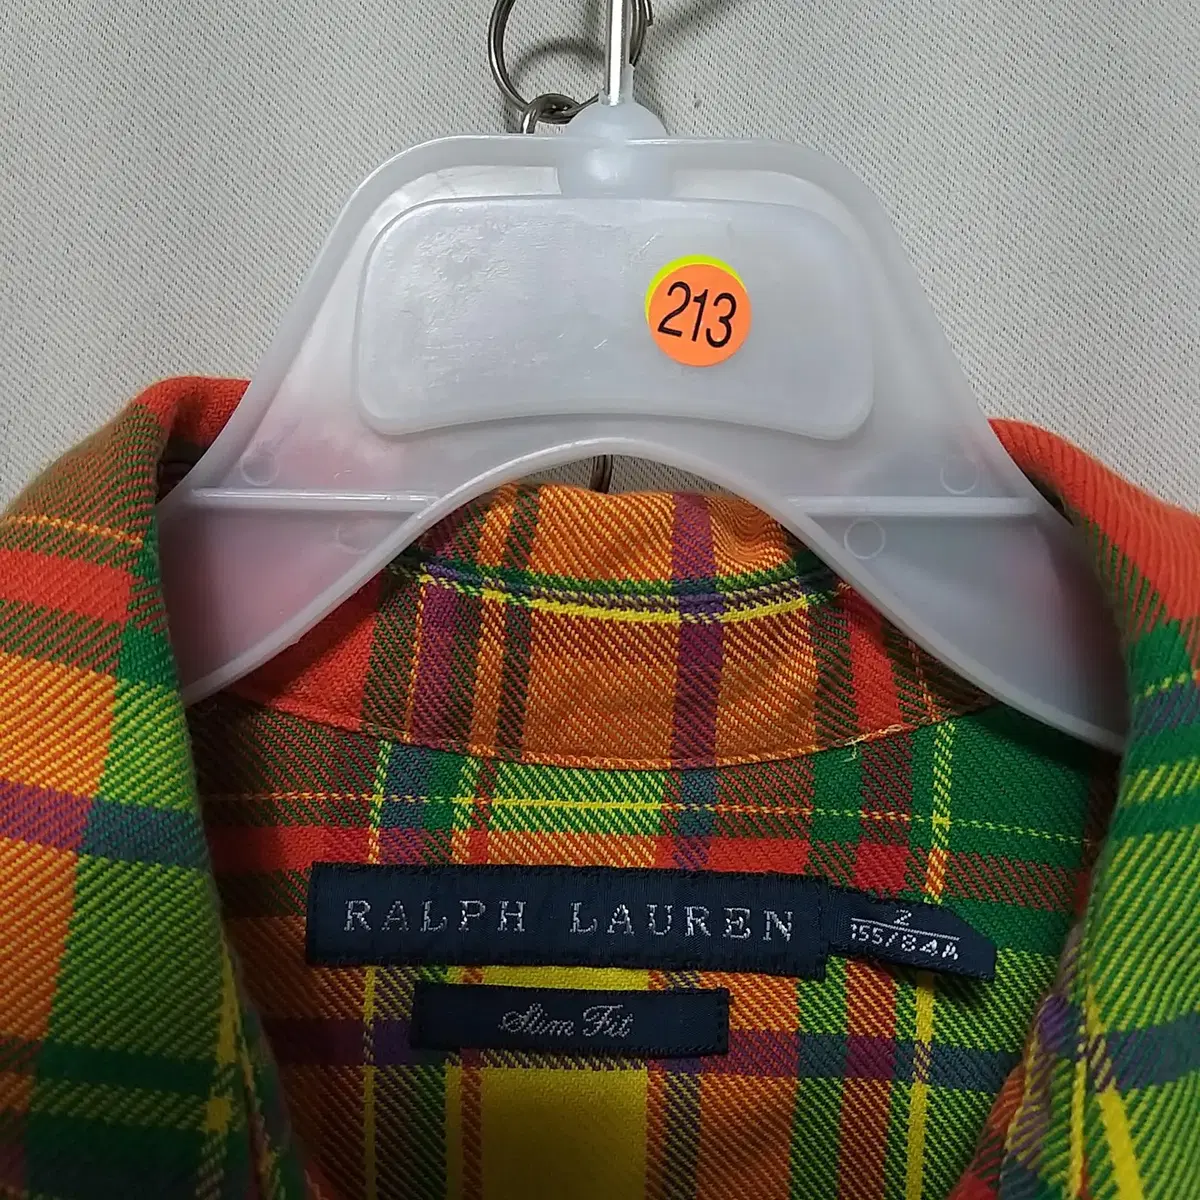 213
RALPH LAUREN
2
155/84A
Slim Fit